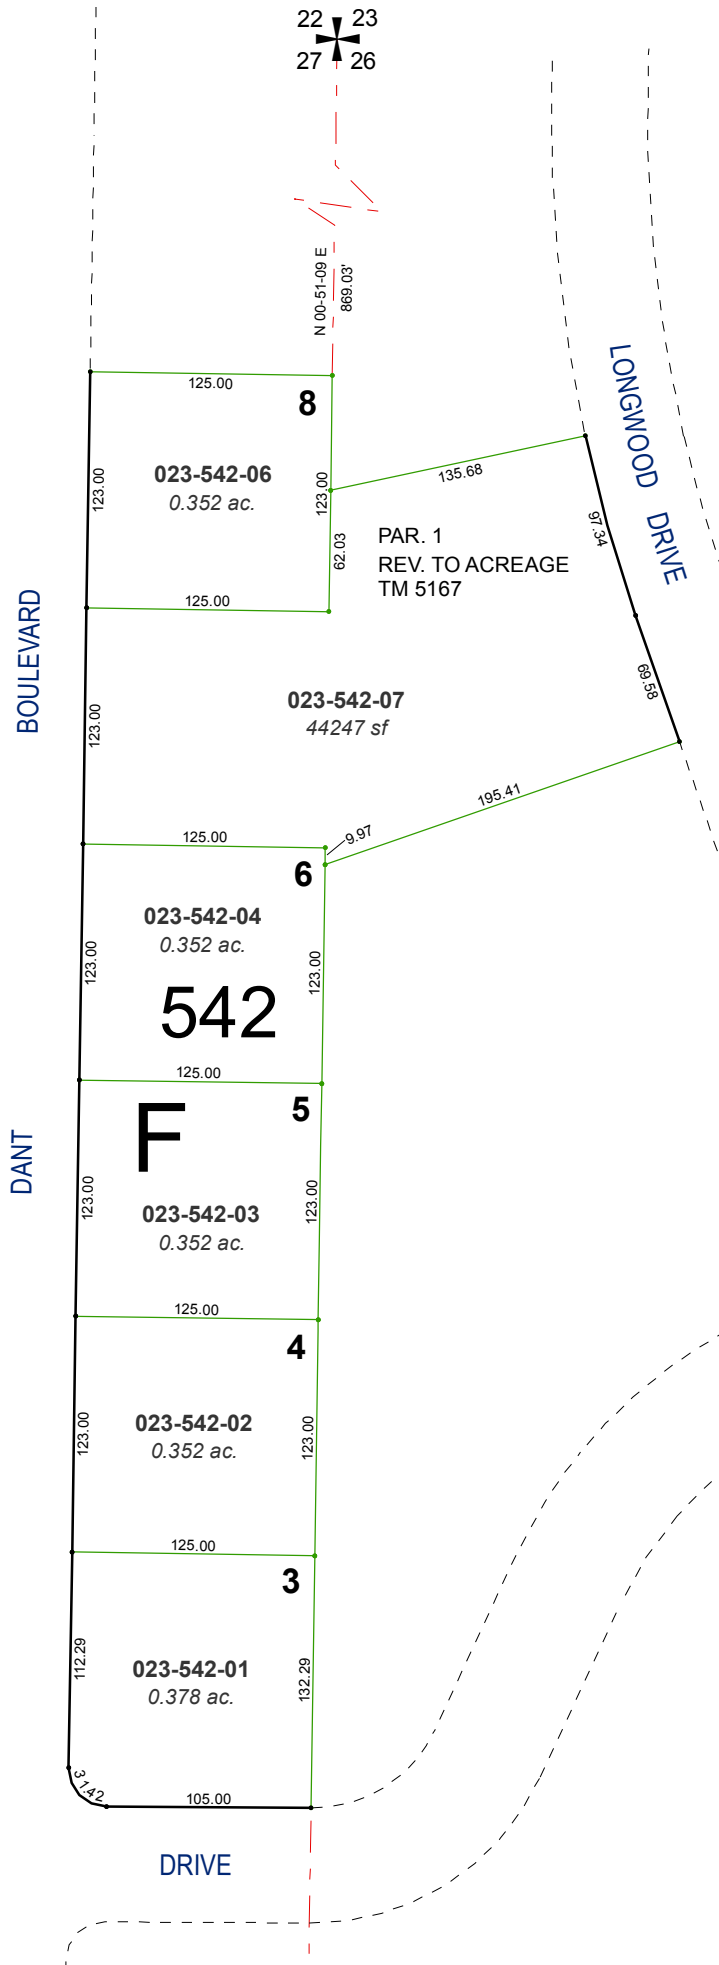 22 23
27 26
N 00-51-09 E
869.03'
125.00
8
LONGWOOD DRIVE
023-542-06
0.352 ac.
123.00
123.00
135.68
97.34
PAR. 1
REV. TO ACREAGE
TM 5167
62.03
125.00
BOULEVARD
69.58
023-542-07
44247 sf
123.00
195.41
9.97
125.00
6
023-542-04
0.352 ac.
123.00
123.00
542
125.00
5
F
DANT
123.00
123.00
023-542-03
0.352 ac.
125.00
4
023-542-02
0.352 ac.
123.00
123.00
125.00
3
112.29
132.29
023-542-01
0.378 ac.
31.42
105.00
DRIVE